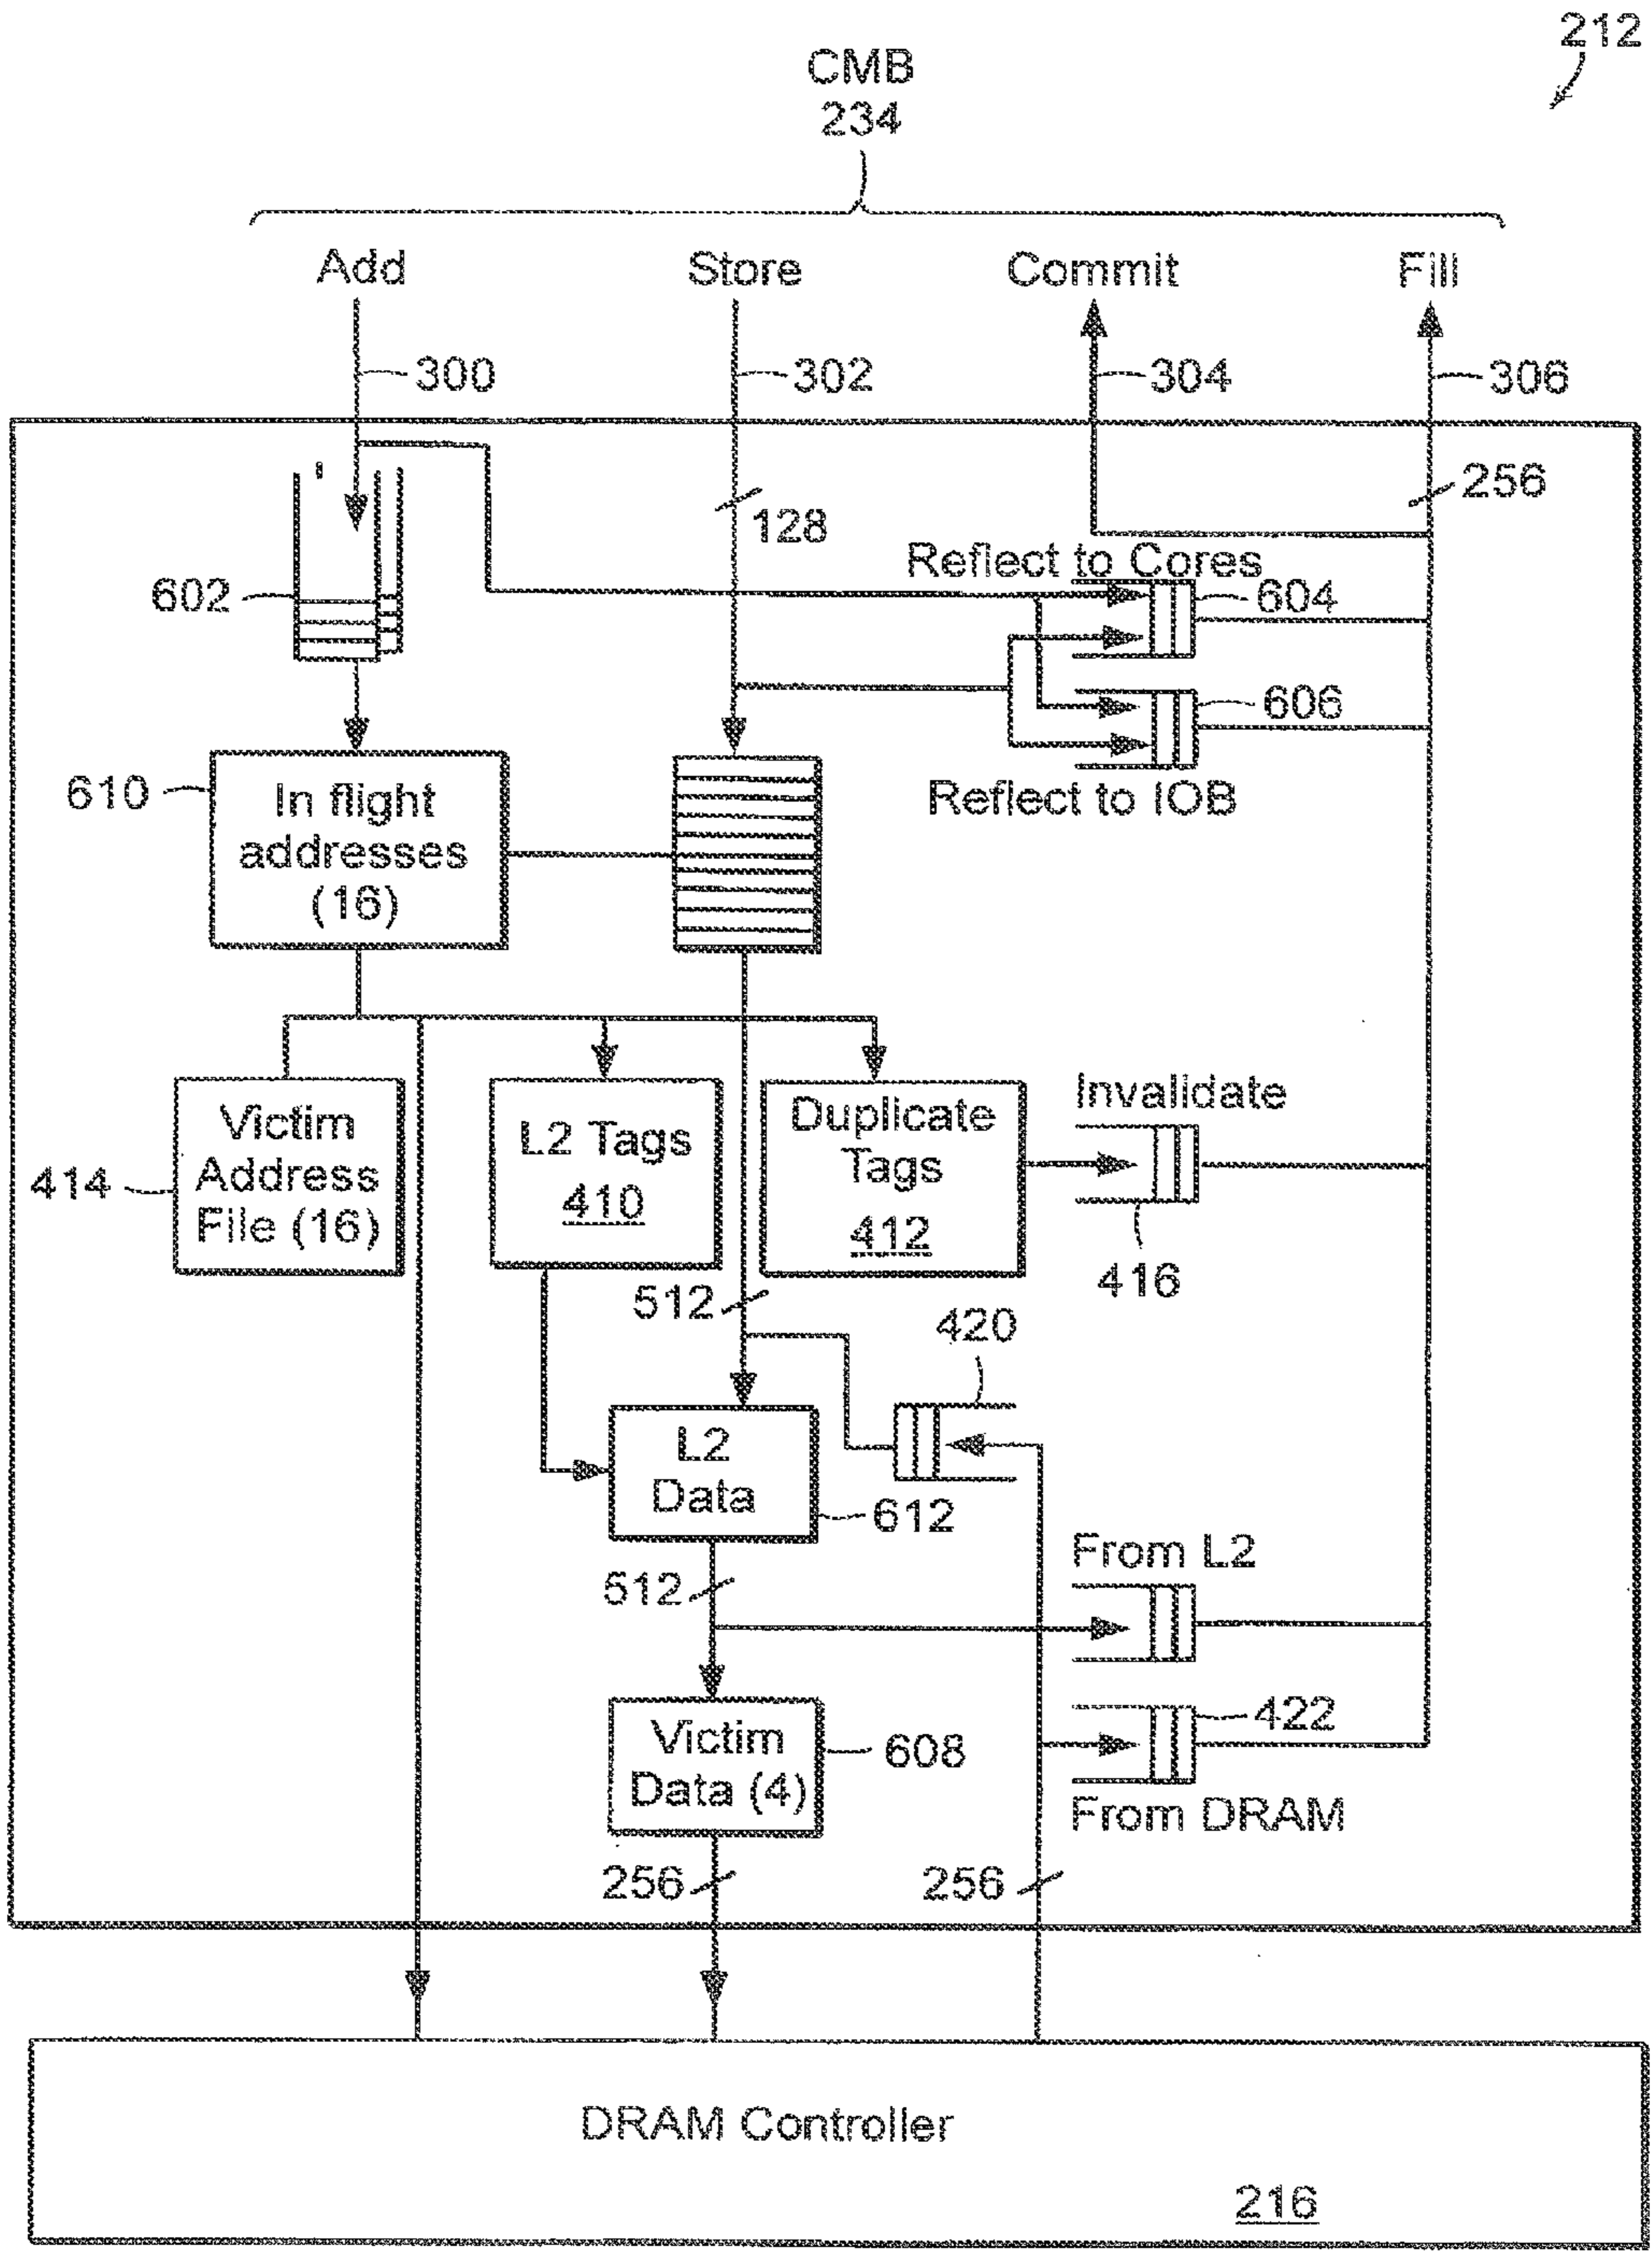 212
CMB
234
Add
Store
Commit
Fill
300
302
304
306
256
128
Reflect to Cores
602
604
606
610
In flight
addresses
(16)
Reflect to IOB
Victim
Address
File (16)
414
L2 Tags
410
Duplicate
Tags
412
Invalidate
416
512
420
L2
Data
612
512
From L2
Victim
Data (4)
608
422
From DRAM
256
256
DRAM Controller
216